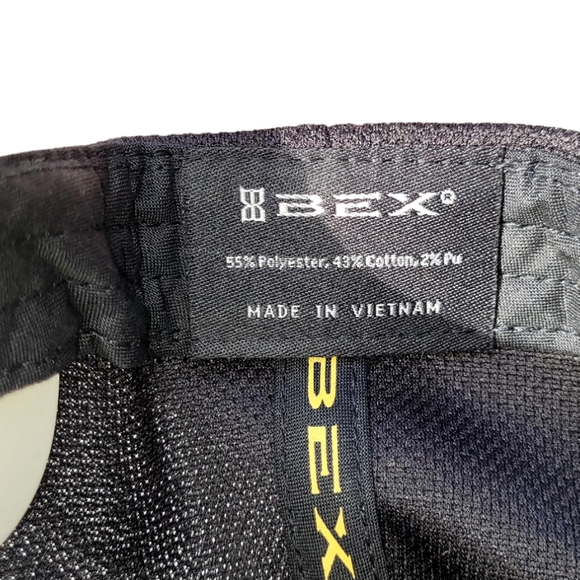 BEX®
55% Polyester, 43% Cotton, 2% Pu
MADE IN VIETNAM
BEX